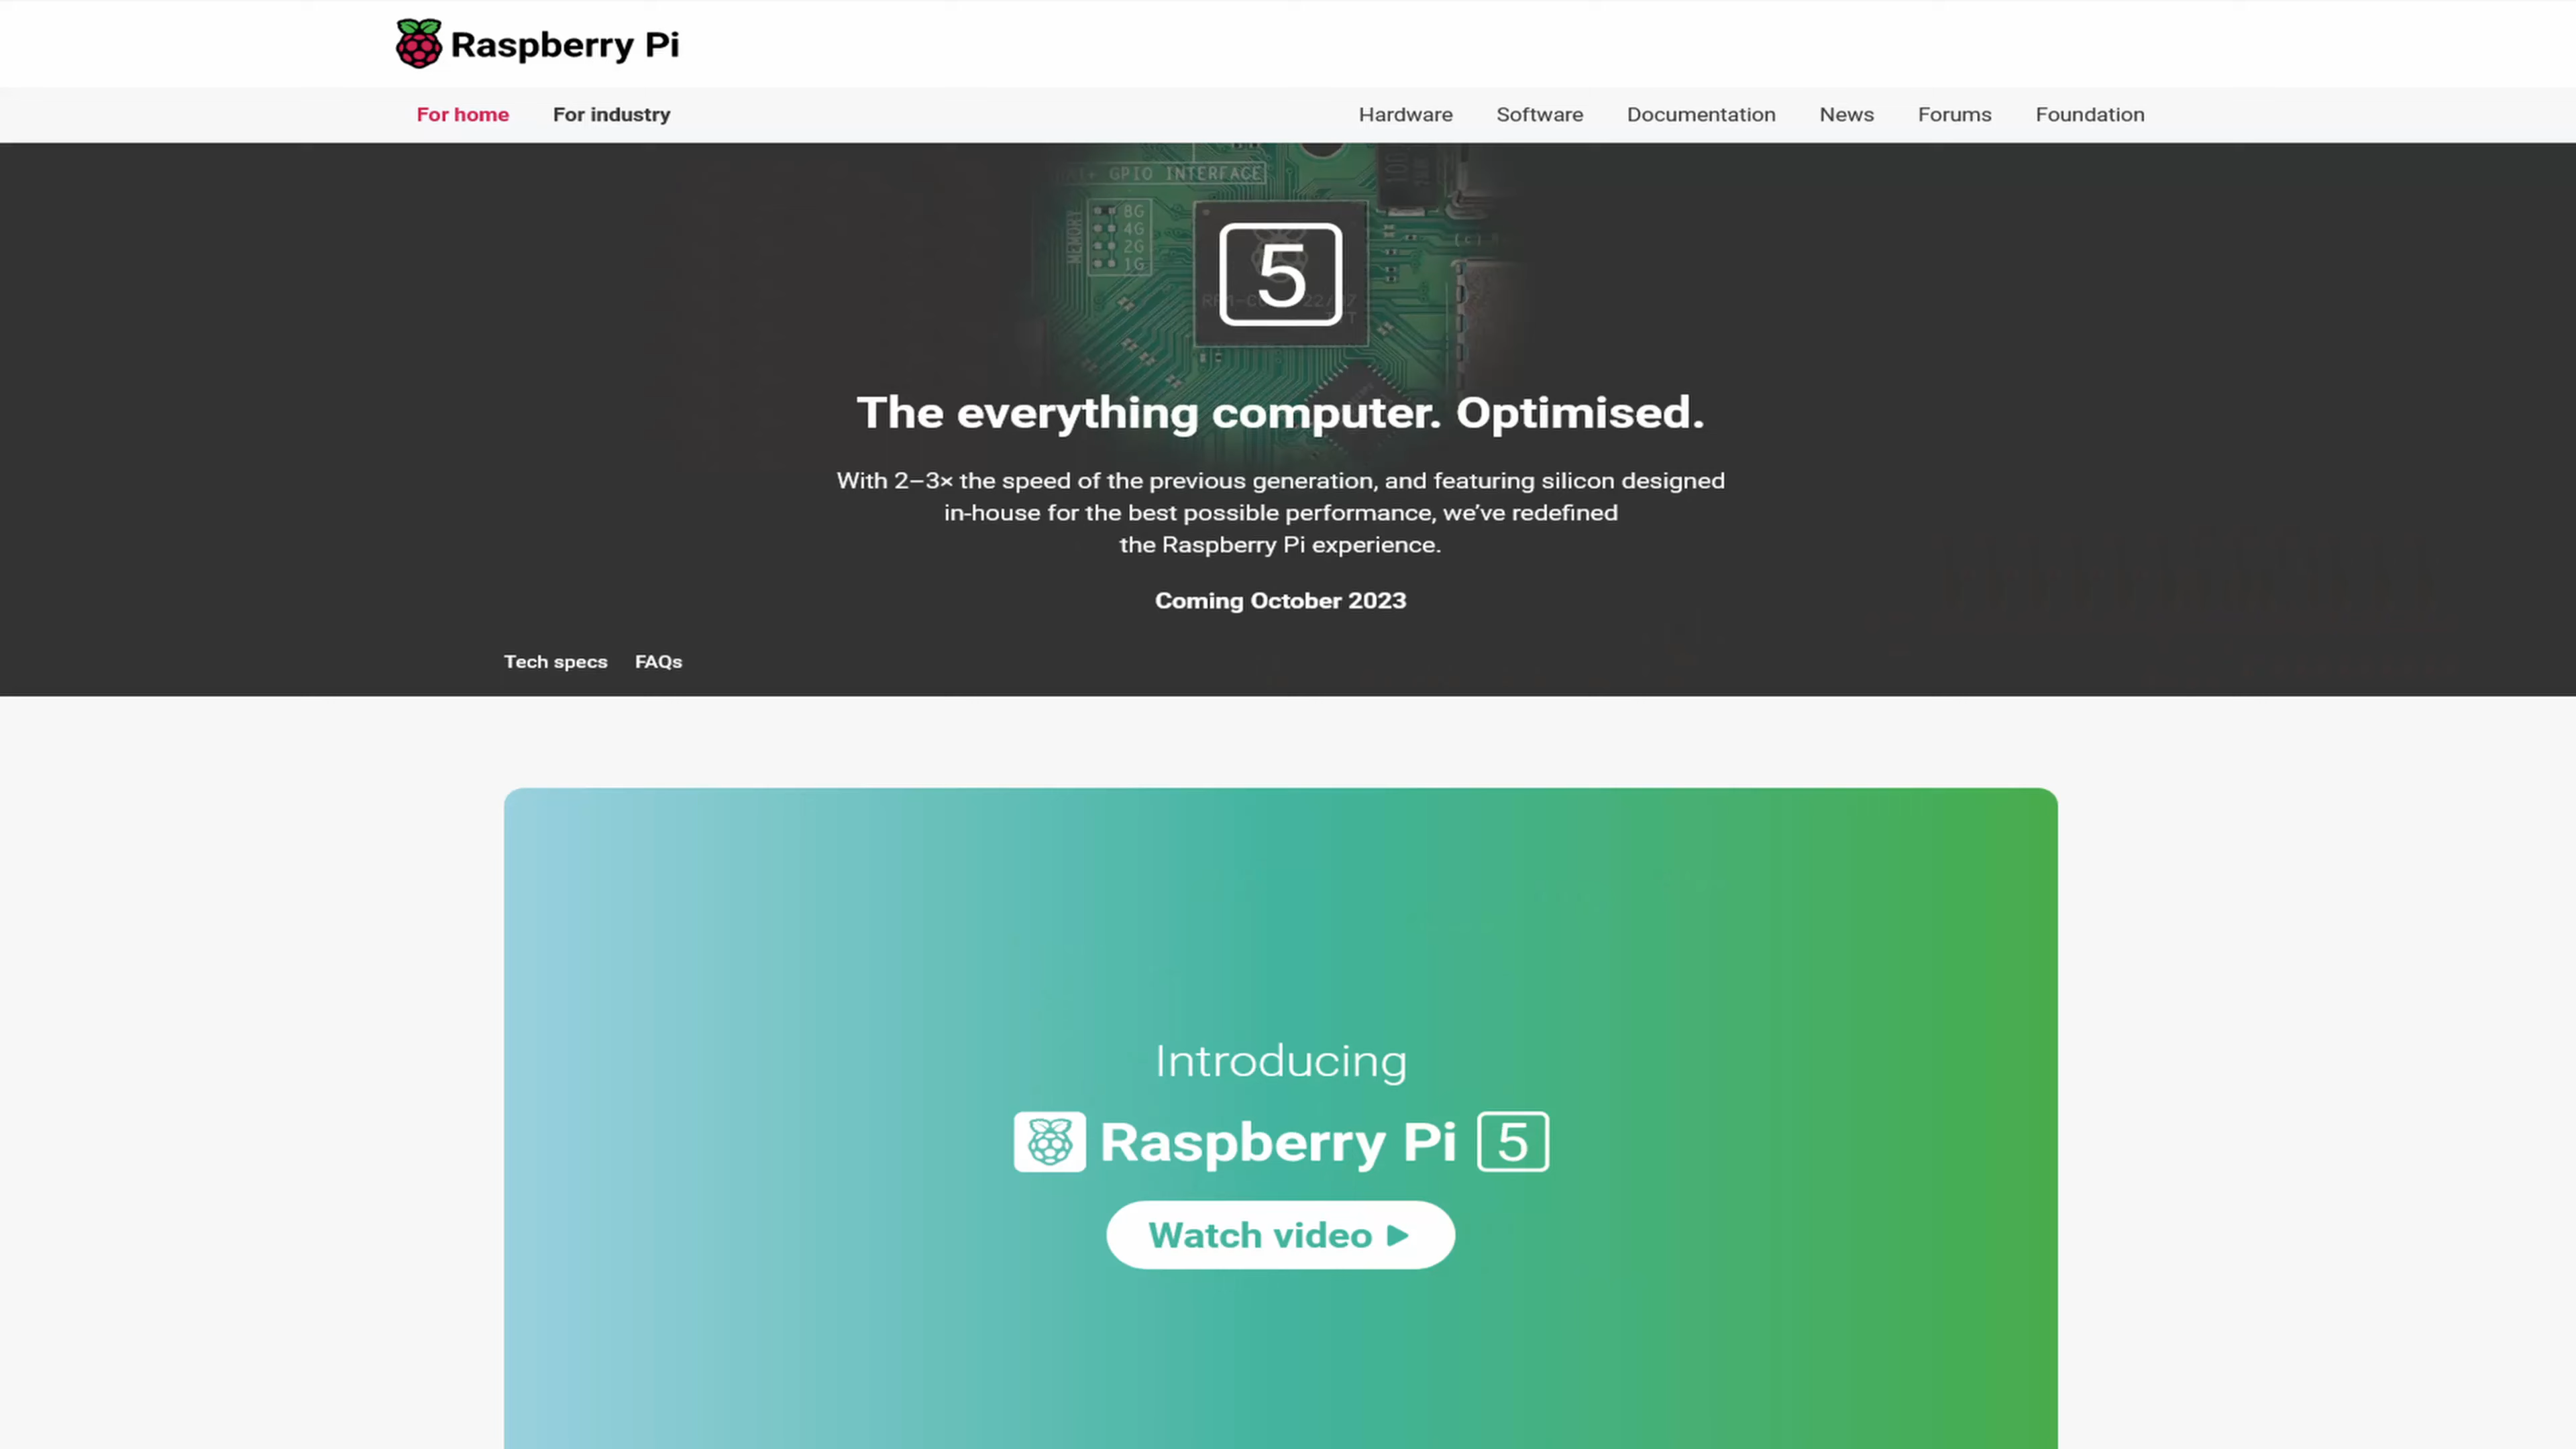 Raspberry Pi
For home
For industry
Hardware
Software
Documentation
News
Forums
Foundation
GPIO INTERFACE
MEMORY
8G
4G
2G
1G
5
The everything computer. Optimised.
With 2–3× the speed of the previous generation, and featuring silicon designed
in-house for the best possible performance, we’ve redefined
the Raspberry Pi experience.
Coming October 2023
Tech specs
FAQs
Introducing
Raspberry Pi 5
Watch video